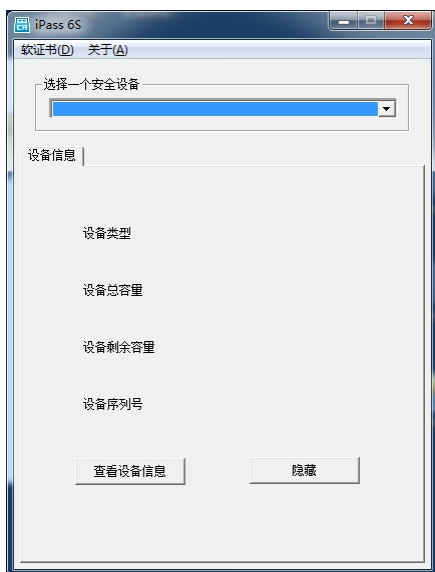 iPass 6S
软证书(D) 关于(A)
选择一个安全设备
设备信息
设备类型
设备总容量
设备剩余容量
设备序列号
查看设备信息 隐藏